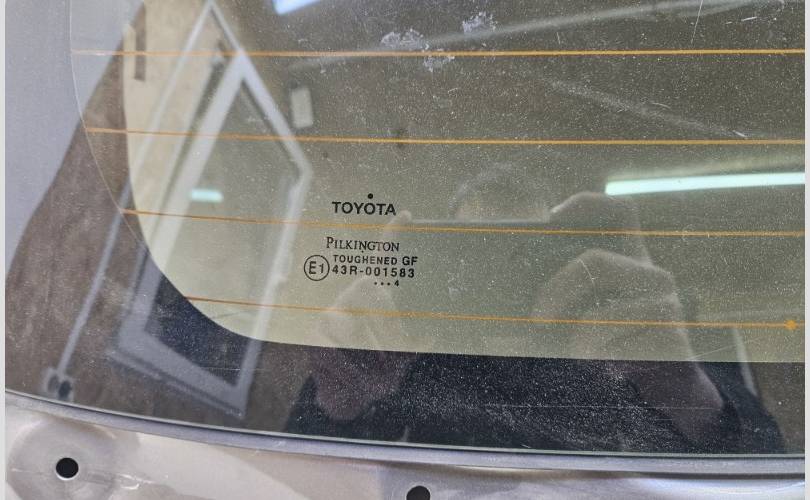 TOYOTA
PILKINGTON
TOUGHENED GF
E1 43R-001583
...4